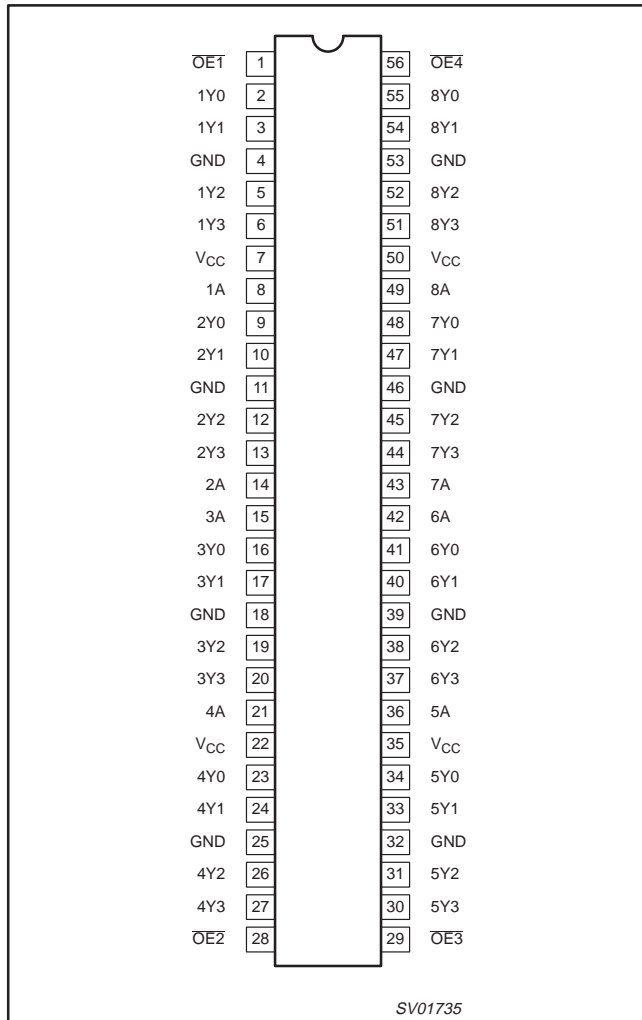 O̅E̅1̅ 1 56 O̅E̅4̅
1Y0 2 55 8Y0
1Y1 3 54 8Y1
GND 4 53 GND
1Y2 5 52 8Y2
1Y3 6 51 8Y3
VCC 7 50 VCC
1A 8 49 8A
2Y0 9 48 7Y0
2Y1 10 47 7Y1
GND 11 46 GND
2Y2 12 45 7Y2
2Y3 13 44 7Y3
2A 14 43 7A
3A 15 42 6A
3Y0 16 41 6Y0
3Y1 17 40 6Y1
GND 18 39 GND
3Y2 19 38 6Y2
3Y3 20 37 6Y3
4A 21 36 5A
VCC 22 35 VCC
4Y0 23 34 5Y0
4Y1 24 33 5Y1
GND 25 32 GND
4Y2 26 31 5Y2
4Y3 27 30 5Y3
O̅E̅2̅ 28 29 O̅E̅3̅
SV01735